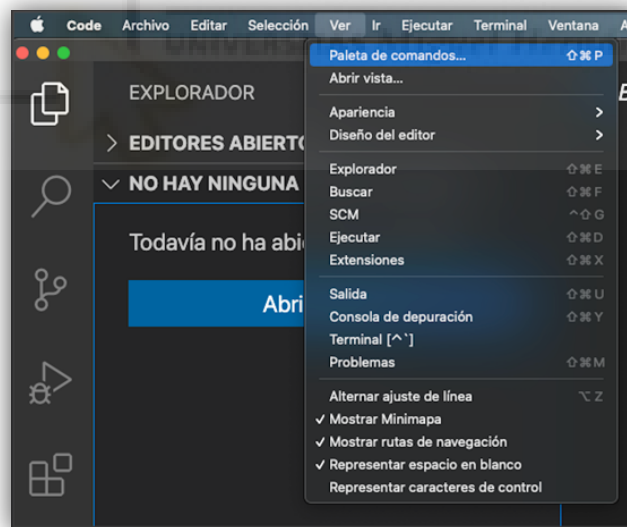 Code Archivo Editar Selección Ver Ir Ejecutar Terminal Ventana
EXPLORADOR
EDITORES ABIERTO
NO HAY NINGUNA
Todavía no ha abi
Abri
Paleta de comandos... ⇧⌘P
Abrir vista...
Apariencia >
Diseño del editor >
Explorador ⇧⌘E
Buscar ⇧⌘F
SCM ^⇧G
Ejecutar ⇧⌘D
Extensiones ⇧⌘X
Salida ⇧⌘U
Consola de depuración ⇧⌘Y
Terminal [^`]
Problemas ⇧⌘M
Alternar ajuste de línea ⌥Z
✓ Mostrar Minimapa
✓ Mostrar rutas de navegación
✓ Representar espacio en blanco
Representar caracteres de control